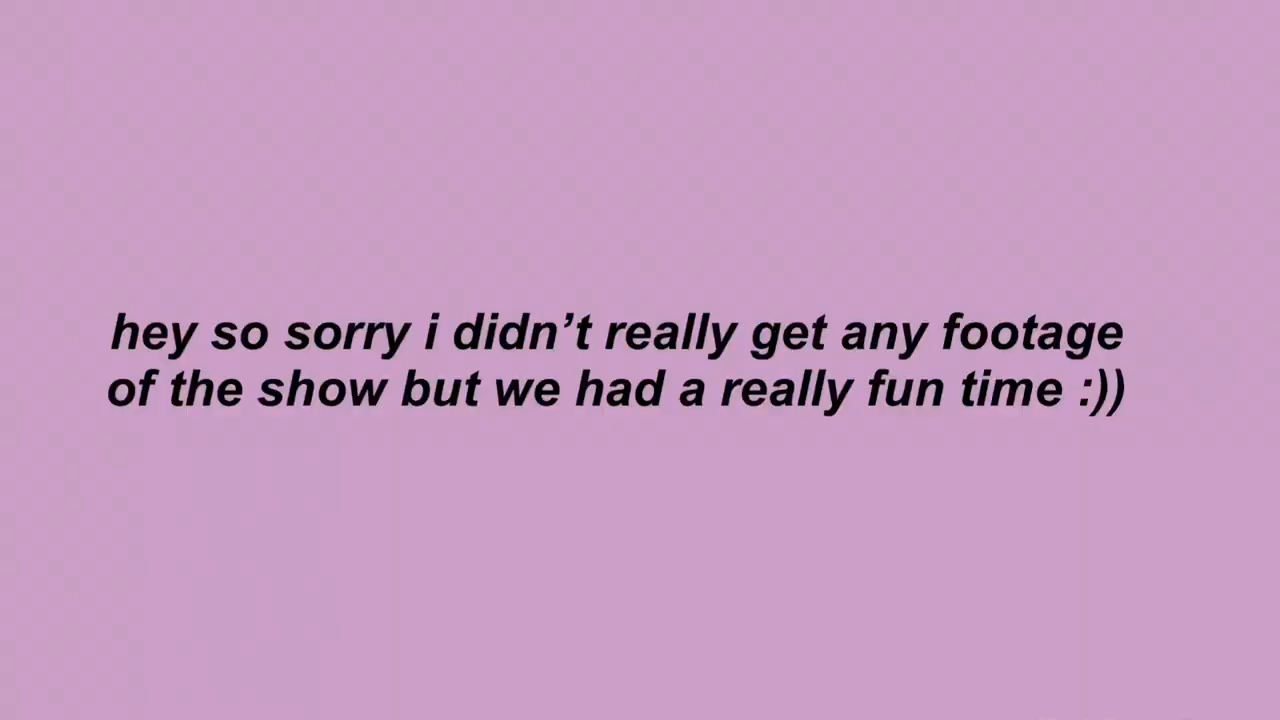 hey so sorry i didn’t really get any footage
of the show but we had a really fun time :))